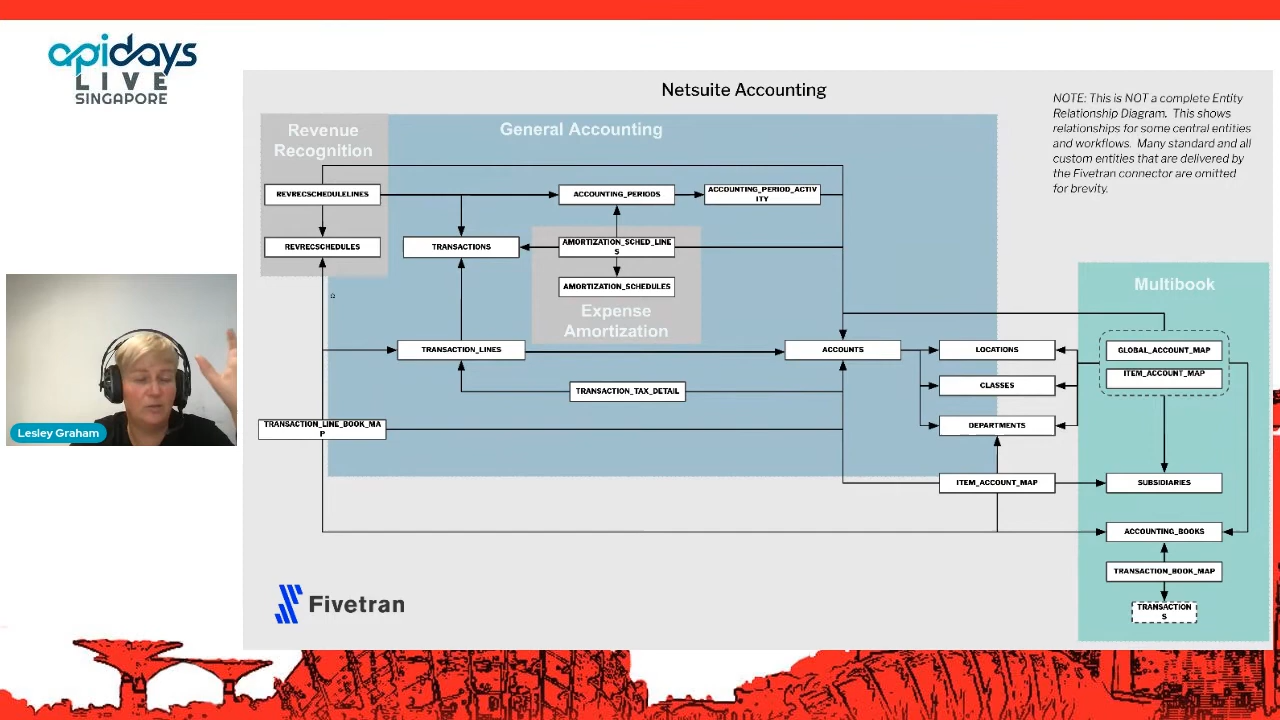 apidays
LIVE
SINGAPORE
Netsuite Accounting
NOTE: This is NOT a complete Entity
Relationship Diagram. This shows
relationships for some central entities
and workflows. Many standard and all
custom entities that are delivered by
the Fivetran connector are omitted
for brevity.
Revenue
Recognition
General Accounting
REVRECSCHEDULELINES
ACCOUNTING_PERIODS
ACCOUNTING_PERIOD_ACTIV
ITY
REVRECSCHEDULES
TRANSACTIONS
AMORTIZATION_SCHED_LINE
S
AMORTIZATION_SCHEDULES
Expense
Amortization
Multibook
TRANSACTION_LINES
ACCOUNTS
LOCATIONS
GLOBAL_ACCOUNT_MAP
ITEM_ACCOUNT_MAP
CLASSES
TRANSACTION_TAX_DETAIL
TRANSACTION_LINE_BOOK_MA
P
DEPARTMENTS
ITEM_ACCOUNT_MAP
SUBSIDIARIES
ACCOUNTING_BOOKS
TRANSACTION_BOOK_MAP
TRANSACTION
S
Fivetran
Lesley Graham